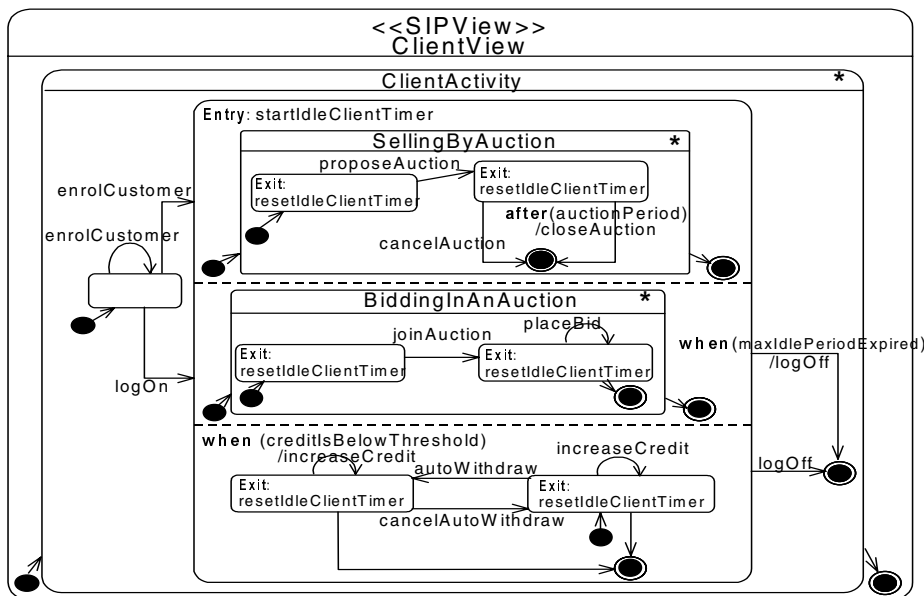 <<SIPView>>
ClientView
ClientActivity *
Entry: startIdleClientTimer
SellingByAuction *
proposeAuction
Exit:
resetIdleClientTimer
Exit:
resetIdleClientTimer
enrolCustomer
after(auctionPeriod)
/closeAuction
cancelAuction
enrolCustomer
BiddingInAnAuction *
placeBid
joinAuction
Exit:
resetIdleClientTimer
Exit:
resetIdleClientTimer
when(maxIdlePeriodExpired)
/logOff
logOn
when (creditIsBelowThreshold)
/increaseCredit
increaseCredit
autoWithdraw
Exit:
resetIdleClientTimer
Exit:
resetIdleClientTimer
cancelAutoWithdraw
logOff